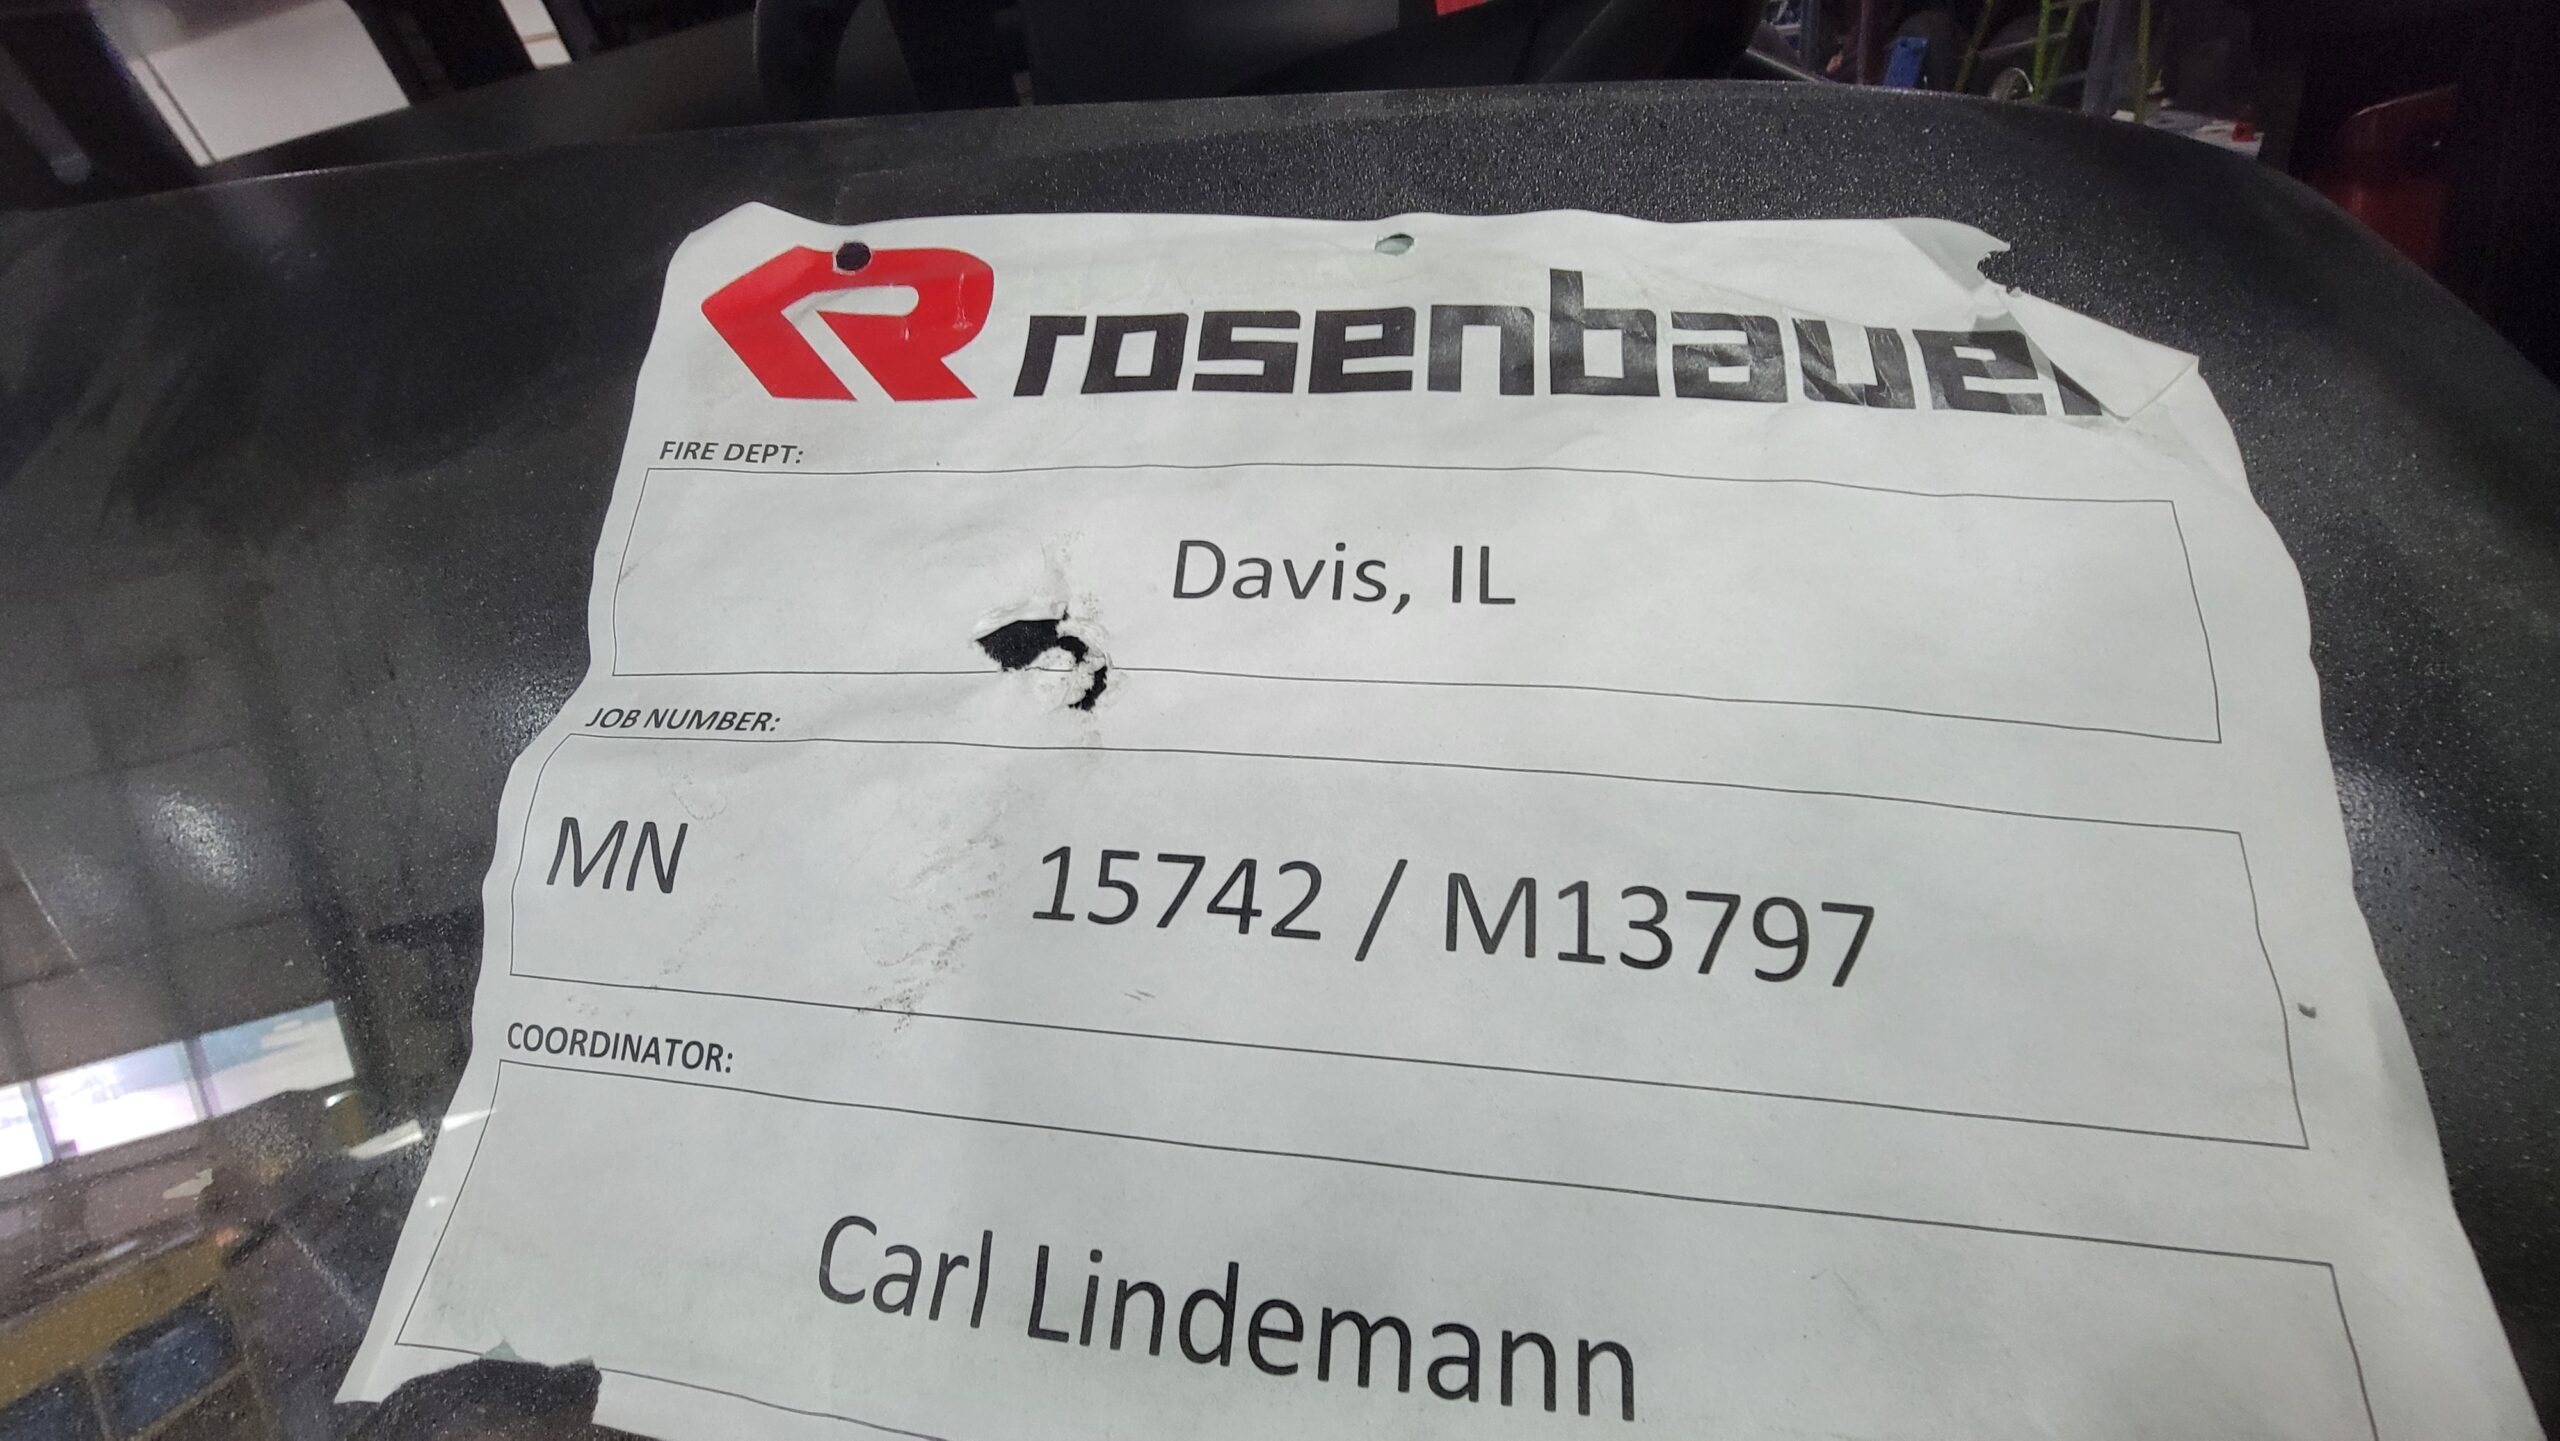 rosenbauer
FIRE DEPT:
Davis, IL
JOB NUMBER:
MN 15742 / M13797
COORDINATOR:
Carl Lindemann